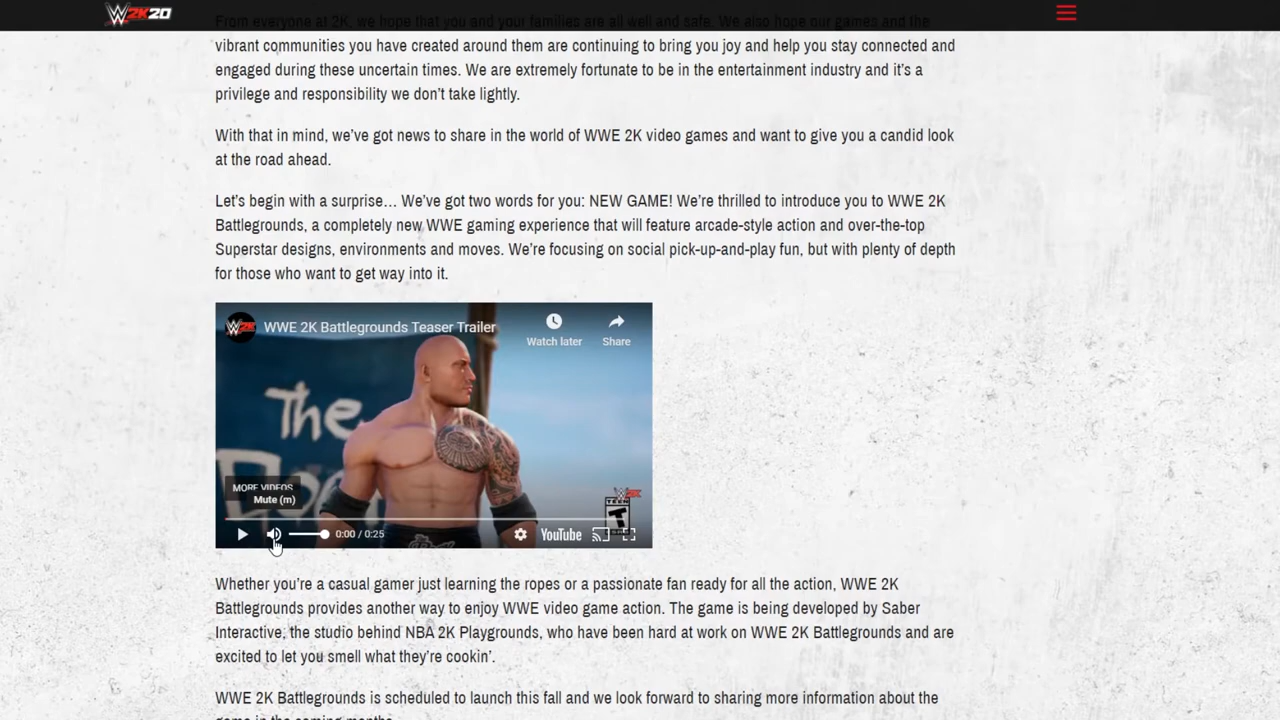 W2K20
From everyone at 2K, we hope that you and your families are all well and safe. We also hope our games and the
vibrant communities you have created around them are continuing to bring you joy and help you stay connected and
engaged during these uncertain times. We are extremely fortunate to be in the entertainment industry and it's a
privilege and responsibility we don't take lightly.
With that in mind, we've got news to share in the world of WWE 2K video games and want to give you a candid look
at the road ahead.
Let's begin with a surprise… We've got two words for you: NEW GAME! We're thrilled to introduce you to WWE 2K
Battlegrounds, a completely new WWE gaming experience that will feature arcade-style action and over-the-top
Superstar designs, environments and moves. We're focusing on social pick-up-and-play fun, but with plenty of depth
for those who want to get way into it.
W2K
WWE 2K Battlegrounds Teaser Trailer
Watch later
Share
The
MORE VIDEOS
Mute (m)
W2K
T
0:00 / 0:25
YouTube
Whether you're a casual gamer just learning the ropes or a passionate fan ready for all the action, WWE 2K
Battlegrounds provides another way to enjoy WWE video game action. The game is being developed by Saber
Interactive, the studio behind NBA 2K Playgrounds, who have been hard at work on WWE 2K Battlegrounds and are
excited to let you smell what they're cookin'.
WWE 2K Battlegrounds is scheduled to launch this fall and we look forward to sharing more information about the
game in the coming months.